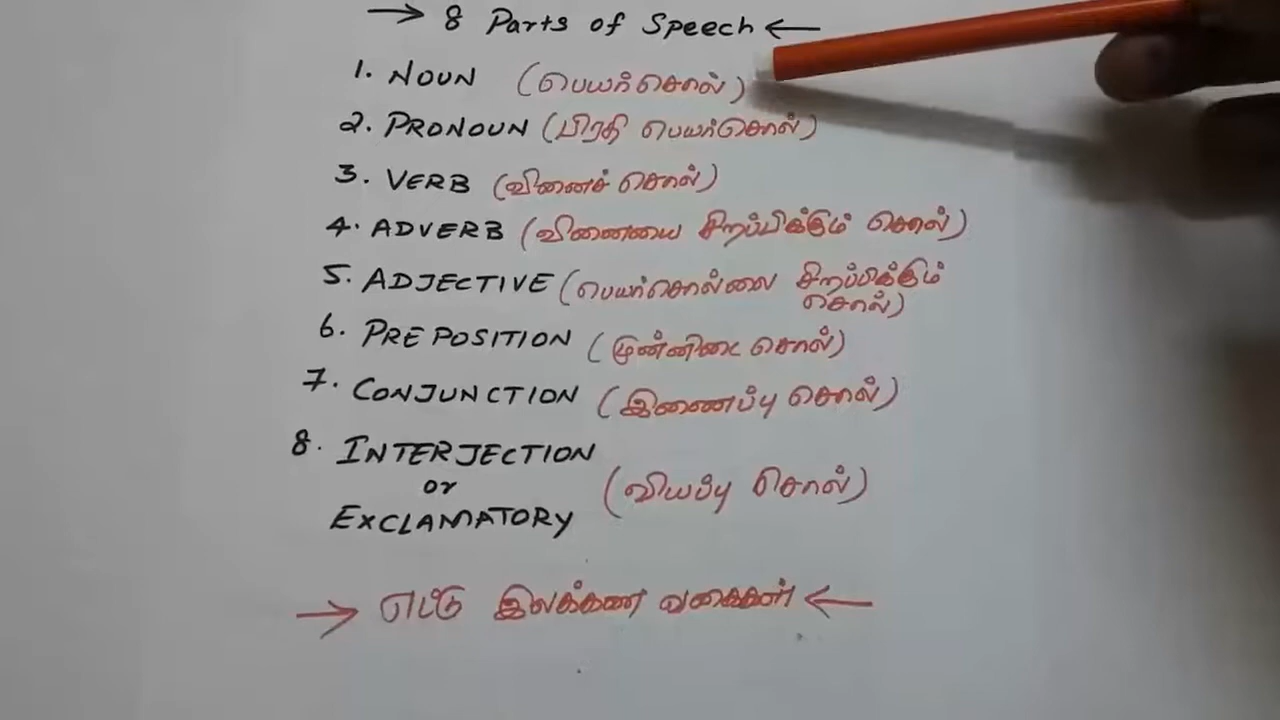 → 8 Parts of Speech ←
1. NOUN (பெயர்சொல்)
2. PRONOUN (பிரதி பெயர்சொல்)
3. VERB (வினைச் சொல்)
4. ADVERB (வினையை சிறப்பிக்கும் சொல்)
5. ADJECTIVE (பெயர்சொல்லை சிறப்பிக்கும்
சொல்)
6. PREPOSITION (முன்னிடை சொல்)
7. CONJUNCTION (இணைப்பு சொல்)
8. INTERJECTION
or
EXCLAMATORY (வியப்பு சொல்)
→ எட்டு இலக்கண வகைகள் ←